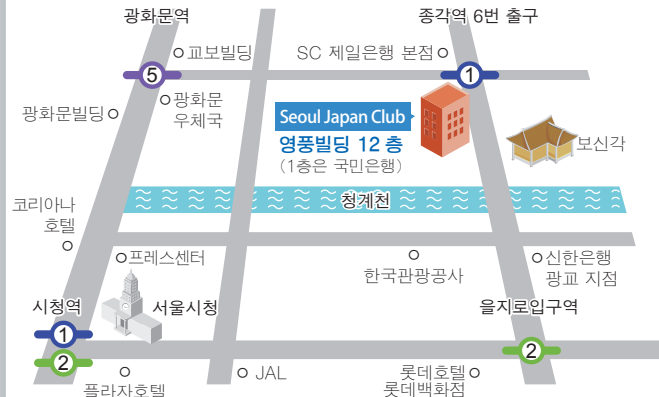 광화문역
종각역 6번 출구
교보빌딩
SC 제일은행 본점
5
1
광화문빌딩
광화문
우체국
Seoul Japan Club
영풍빌딩 12 층
(1층은 국민은행)
보신각
청계천
코리아나
호텔
프레스센터
한국관광공사
신한은행
광교 지점
시청역
서울시청
을지로입구역
1
2
2
플라자호텔
JAL
롯데호텔
롯데백화점